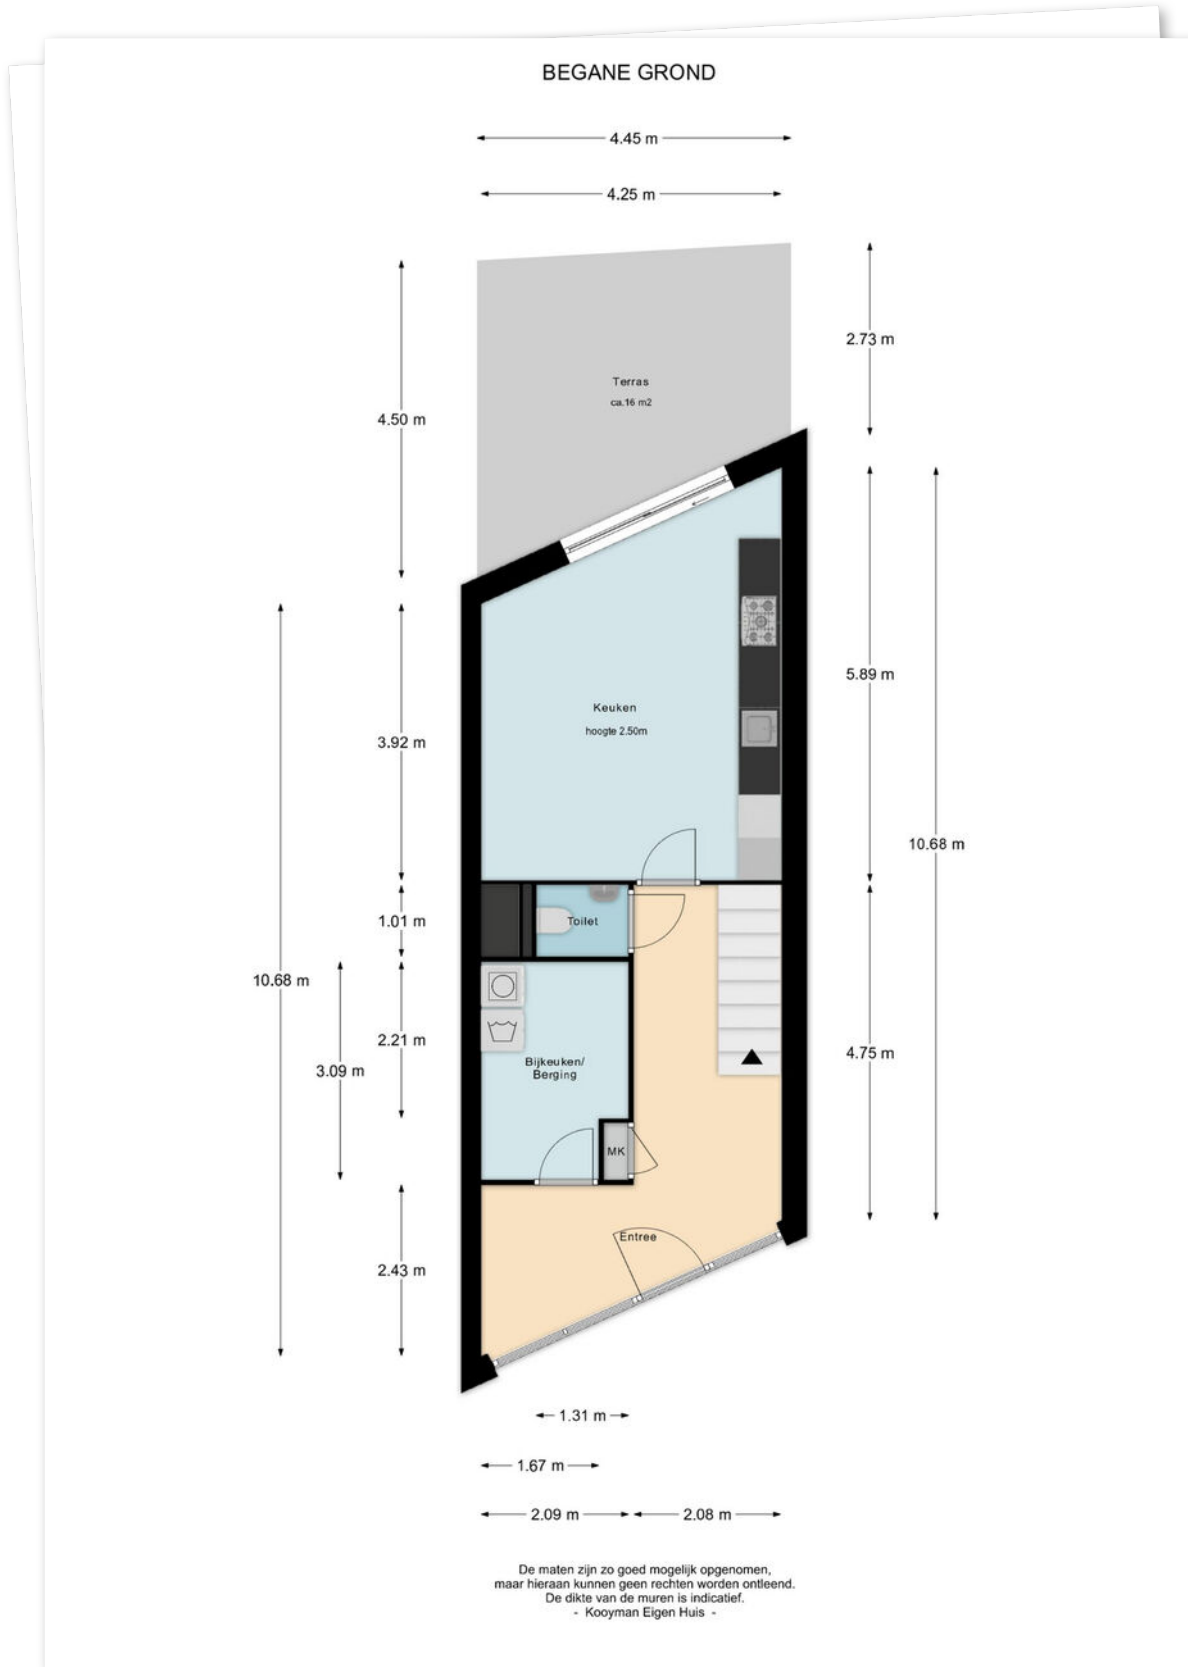 BEGANE GROND
4.45 m
4.25 m
2.73 m
Terras
ca.16 m2
4.50 m
5.89 m
Keuken
hoogte 2.50m
3.92 m
10.68 m
1.01 m
Toilet
10.68 m
2.21 m
4.75 m
3.09 m
Bijkeuken/
Berging
MK
Entree
2.43 m
1.31 m
1.67 m
2.09 m
2.08 m
De maten zijn zo goed mogelijk opgenomen,
maar hieraan kunnen geen rechten worden ontleend.
De dikte van de muren is indicatief.
- Kooyman Eigen Huis -